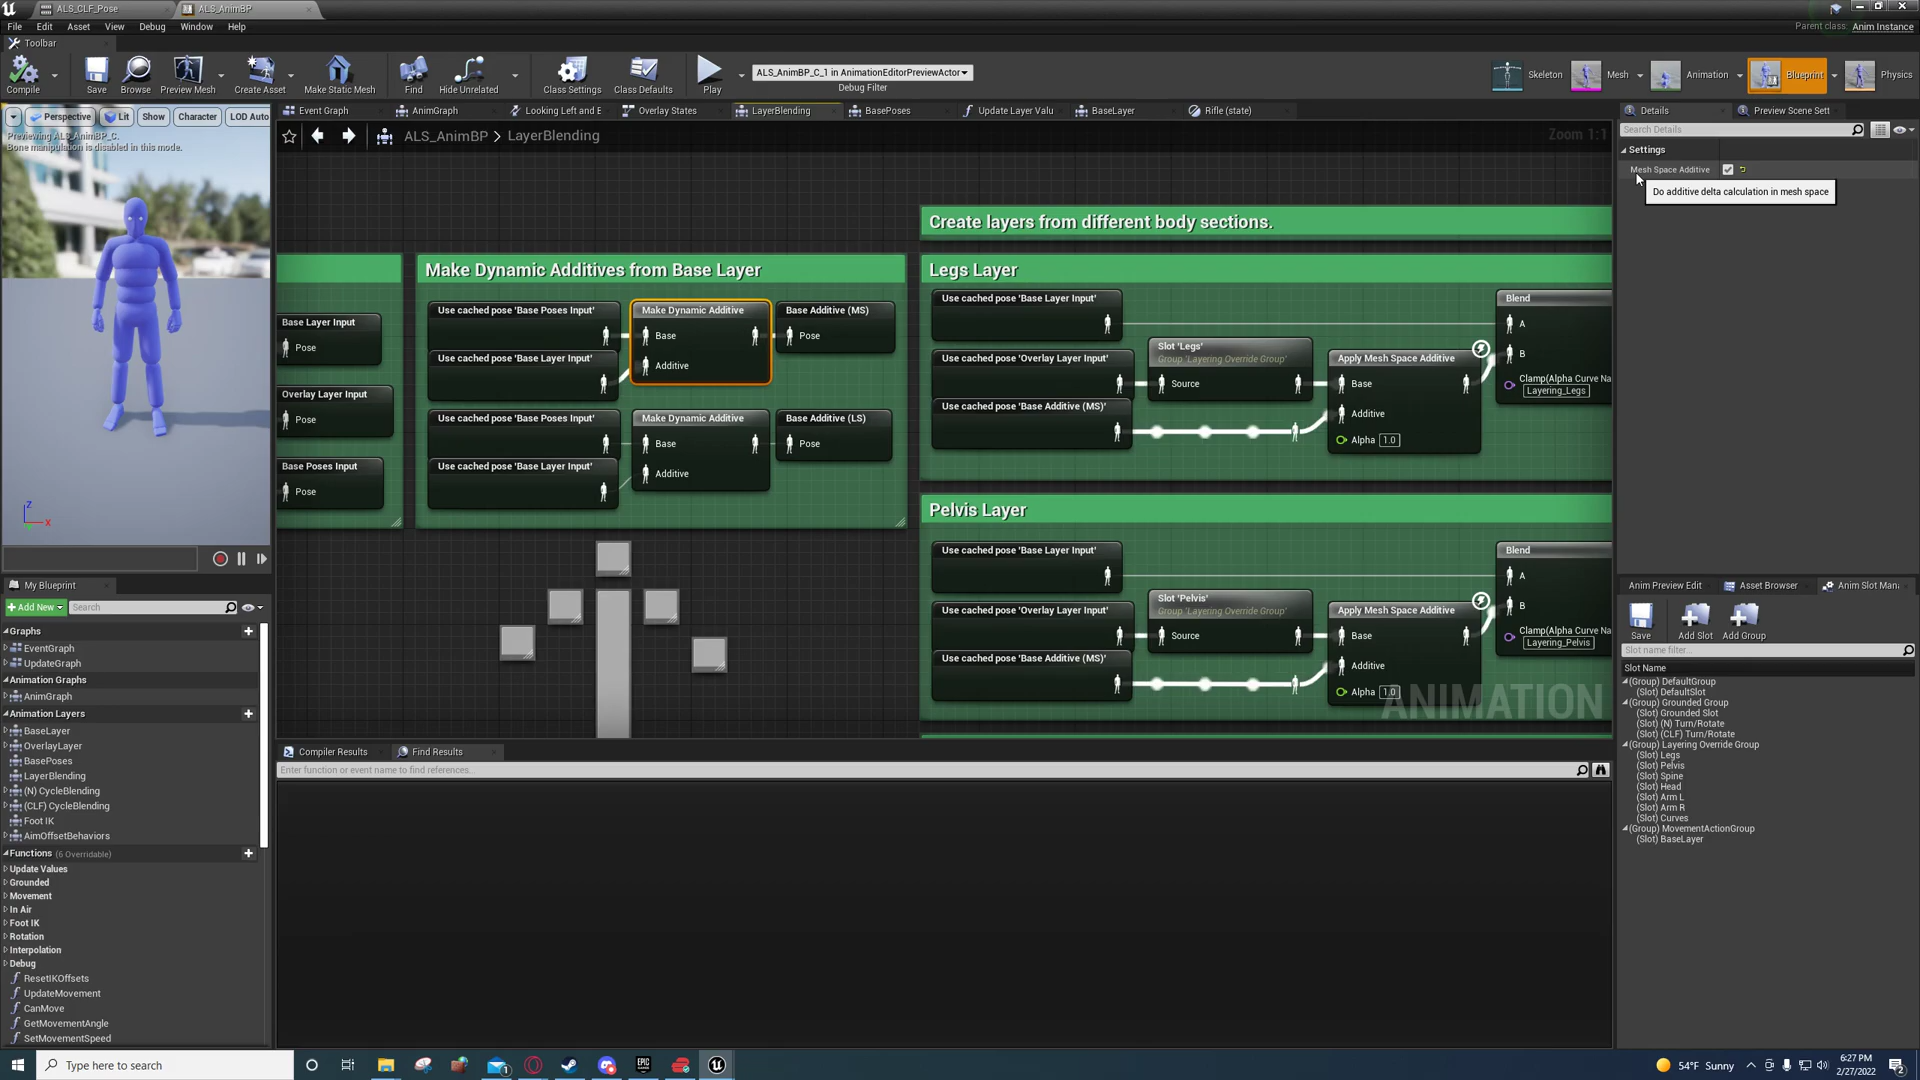 ALS_CLF_Pose
ALS_AnimBP
File Edit Asset View Debug Window Help
Parent class: Anim Instance
Toolbar
Compile
Save
Browse
Preview Mesh
Create Asset
Make Static Mesh
Find
Hide Unrelated
Class Settings
Class Defaults
Play
ALS_AnimBP_C_1 in AnimationEditorPreviewActor
Debug Filter
Skeleton
Mesh
Animation
Blueprint
Physics
Perspective
Lit
Show
Character
LOD Auto
Previewing ALS_AnimBP_C.
Bone manipulation is disabled in this mode.
Z
X
Event Graph
AnimGraph
Looking Left and E
Overlay States
LayerBlending
BasePoses
Update Layer Valu
BaseLayer
Rifle (state)
ALS_AnimBP > LayerBlending
Zoom 1:1
Base Layer Input
Pose
Overlay Layer Input
Pose
Base Poses Input
Pose
Make Dynamic Additives from Base Layer
Use cached pose 'Base Poses Input'
Use cached pose 'Base Layer Input'
Make Dynamic Additive
Base
Additive
Base Additive (MS)
Pose
Use cached pose 'Base Poses Input'
Use cached pose 'Base Layer Input'
Make Dynamic Additive
Base
Additive
Base Additive (LS)
Pose
Create layers from different body sections.
Legs Layer
Use cached pose 'Base Layer Input'
Use cached pose 'Overlay Layer Input'
Use cached pose 'Base Additive (MS)'
Slot 'Legs'
Group 'Layering Override Group'
Source
Apply Mesh Space Additive
Base
Additive
Alpha 1.0
Blend
A
B
Clamp(Alpha Curve Na
Layering_Legs
Pelvis Layer
Use cached pose 'Base Layer Input'
Use cached pose 'Overlay Layer Input'
Use cached pose 'Base Additive (MS)'
Slot 'Pelvis'
Group 'Layering Override Group'
Source
Apply Mesh Space Additive
Base
Additive
Alpha 1.0
Blend
A
B
Clamp(Alpha Curve Na
Layering_Pelvis
ANIMATION
Details
Preview Scene Sett
Search Details
Settings
Mesh Space Additive
Do additive delta calculation in mesh space
My Blueprint
Add New
Search
Graphs
EventGraph
UpdateGraph
Animation Graphs
AnimGraph
Animation Layers
BaseLayer
OverlayLayer
BasePoses
LayerBlending
(N) CycleBlending
(CLF) CycleBlending
Foot IK
AimOffsetBehaviors
Functions (6 Overridable)
Update Values
Grounded
Movement
In Air
Foot IK
Rotation
Interpolation
Debug
ResetIKOffsets
UpdateMovement
CanMove
GetMovementAngle
SetMovementSpeed
Compiler Results
Find Results
Enter function or event name to find references...
Anim Preview Edit
Asset Browser
Anim Slot Man
Save
Add Slot
Add Group
Slot name filter...
Slot Name
(Group) DefaultGroup
(Slot) DefaultSlot
(Group) Grounded Group
(Slot) Grounded Slot
(Slot) (N) Turn/Rotate
(Slot) (CLF) Turn/Rotate
(Group) Layering Override Group
(Slot) Legs
(Slot) Pelvis
(Slot) Spine
(Slot) Head
(Slot) Arm L
(Slot) Arm R
(Slot) Curves
(Group) MovementActionGroup
(Slot) BaseLayer
Type here to search
EPIC
54°F Sunny
6:27 PM
2/27/2022